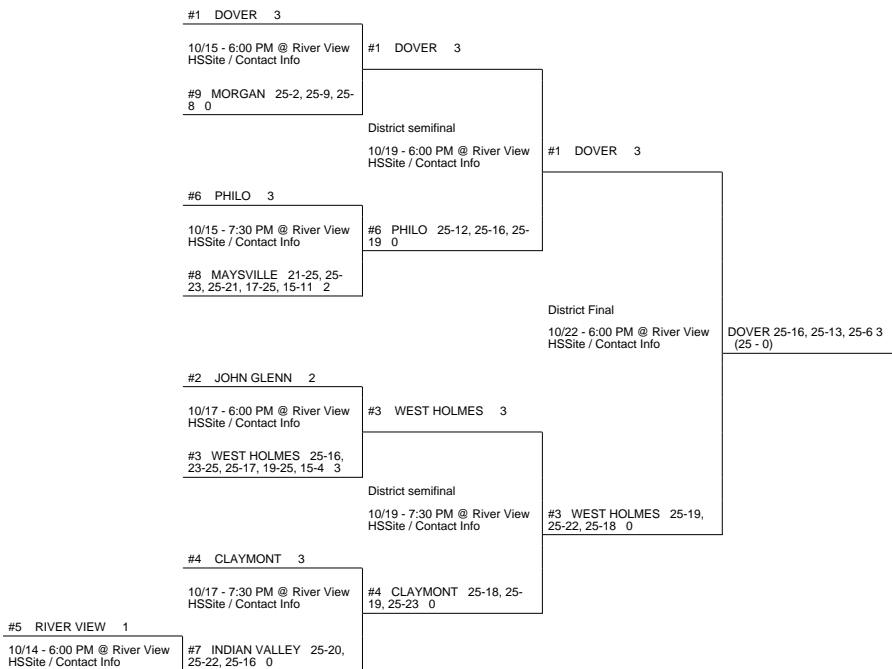 #1 DOVER 3
10/15 - 6:00 PM @ River View
HSSite / Contact Info
#9 MORGAN 25-2, 25-9, 25-
8 0
#1 DOVER 3
District semifinal
10/19 - 6:00 PM @ River View
HSSite / Contact Info
#1 DOVER 3
#6 PHILO 3
10/15 - 7:30 PM @ River View
HSSite / Contact Info
#8 MAYSVILLE 21-25, 25-
23, 25-21, 17-25, 15-11 2
#6 PHILO 25-12, 25-16, 25-
19 0
District Final
10/22 - 6:00 PM @ River View
HSSite / Contact Info
DOVER 25-16, 25-13, 25-6 3
(25 - 0)
#2 JOHN GLENN 2
10/17 - 6:00 PM @ River View
HSSite / Contact Info
#3 WEST HOLMES 25-16,
23-25, 25-17, 19-25, 15-4 3
#3 WEST HOLMES 3
District semifinal
10/19 - 7:30 PM @ River View
HSSite / Contact Info
#3 WEST HOLMES 25-19,
25-22, 25-18 0
#4 CLAYMONT 3
10/17 - 7:30 PM @ River View
HSSite / Contact Info
#4 CLAYMONT 25-18, 25-
19, 25-23 0
#5 RIVER VIEW 1
10/14 - 6:00 PM @ River View
HSSite / Contact Info
#7 INDIAN VALLEY 25-20,
25-22, 25-16 0